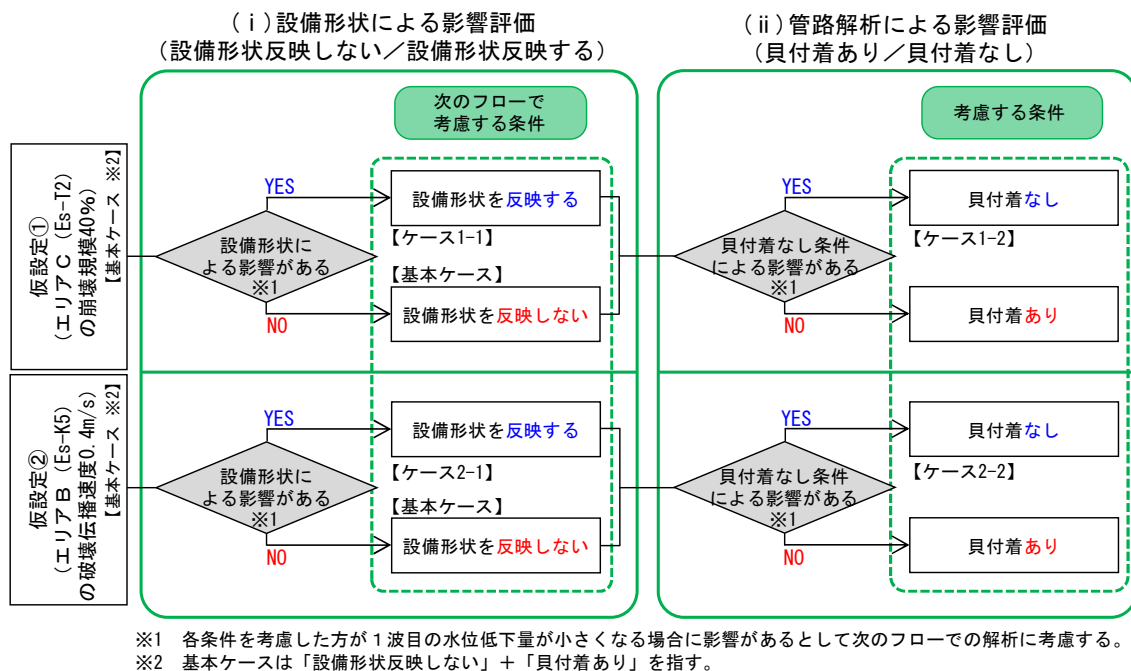 (ⅰ)設備形状による影響評価
(設備形状反映しない／設備形状反映する)
(ⅱ)管路解析による影響評価
(貝付着あり／貝付着なし)
次のフローで
考慮する条件
考慮する条件
仮設定①
(エリアC(Es-T2)
の崩壊規模40%)
【基本ケース ※2】
設備形状に
よる影響がある
※1
YES
設備形状を反映する
【ケース1-1】
【基本ケース】
設備形状を反映しない
NO
貝付着なし条件
による影響がある
※1
YES
貝付着なし
【ケース1-2】
貝付着あり
NO
仮設定②
(エリアB(Es-K5)
の破壊伝播速度0.4m/s)
【基本ケース ※2】
設備形状に
よる影響がある
※1
YES
設備形状を反映する
【ケース2-1】
【基本ケース】
設備形状を反映しない
NO
貝付着なし条件
による影響がある
※1
YES
貝付着なし
【ケース2-2】
貝付着あり
NO
※1 各条件を考慮した方が1波目の水位低下量が小さくなる場合に影響があるとして次のフローでの解析に考慮する。
※2 基本ケースは「設備形状反映しない」+「貝付着あり」を指す。